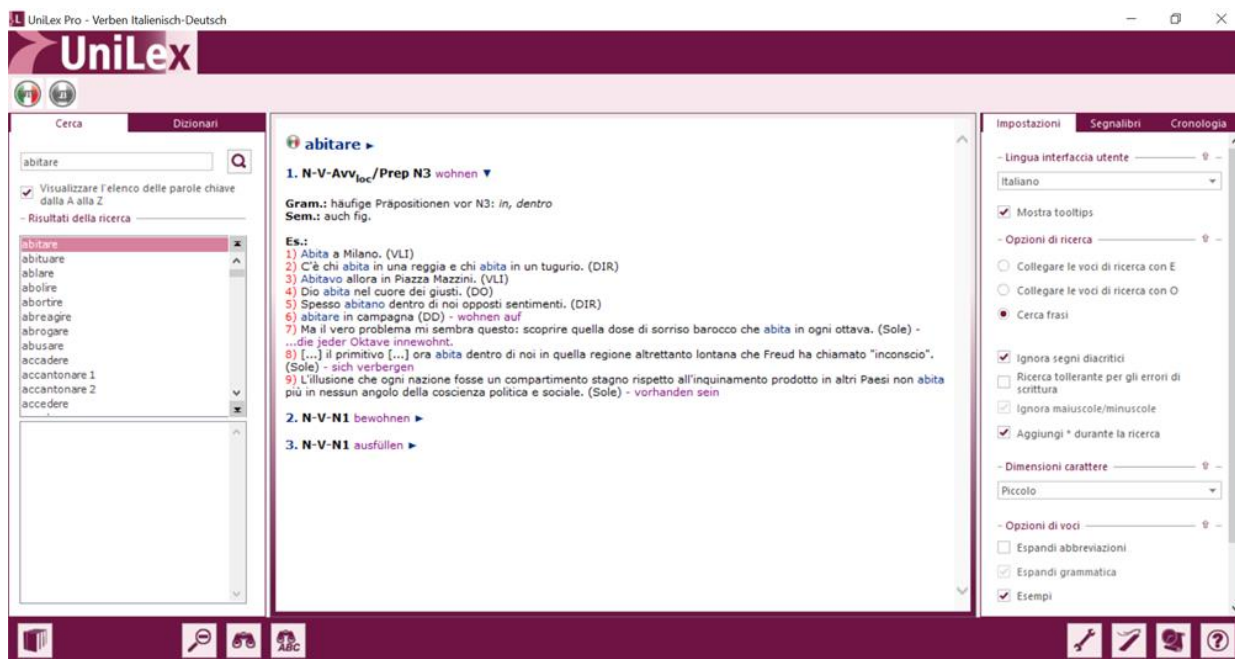 UniLex Pro - Verben Italienisch-Deutsch
UniLex
Cerca
Dizionari
abitare
Visualizzare l'elenco delle parole chiave
dalla A alla Z
Risultati della ricerca
abitare
abituare
ablare
abolire
abortire
abreagire
abrogare
abusare
accadere
accantonare 1
accantonare 2
accedere
abitare ►
1. N-V-Avvloc/Prep N3 wohnen ▼
Gram.: häufige Präpositionen vor N3: in, dentro
Sem.: auch fig.
Es.:
1) Abita a Milano. (VLI)
2) C'è chi abita in una reggia e chi abita in un tugurio. (DIR)
3) Abitavo allora in Piazza Mazzini. (VLI)
4) Dio abita nel cuore dei giusti. (DO)
5) Spesso abitano dentro di noi opposti sentimenti. (DIR)
6) abitare in campagna (DD) - wohnen auf
7) Ma il vero problema mi sembra questo: scoprire quella dose di sorriso barocco che abita in ogni ottava. (Sole) -
...die jeder Oktave innewohnt.
8) [...] il primitivo [...] ora abita dentro di noi in quella regione altrettanto lontana che Freud ha chiamato "inconscio".
(Sole) - sich verbergen
9) L'illusione che ogni nazione fosse un compartimento stagno rispetto all'inquinamento prodotto in altri Paesi non abita
più in nessun angolo della coscienza politica e sociale. (Sole) - vorhanden sein
2. N-V-N1 bewohnen ►
3. N-V-N1 ausfüllen ►
Impostazioni
Segnalibri
Cronologia
Lingua interfaccia utente
Italiano
Mostra tooltips
Opzioni di ricerca
Collegare le voci di ricerca con E
Collegare le voci di ricerca con O
Cerca frasi
Ignora segni diacritici
Ricerca tollerante per gli errori di
scrittura
Ignora maiuscole/minuscole
Aggiungi * durante la ricerca
Dimensioni carattere
Piccolo
Opzioni di voci
Espandi abbreviazioni
Espandi grammatica
Esempi
ABC